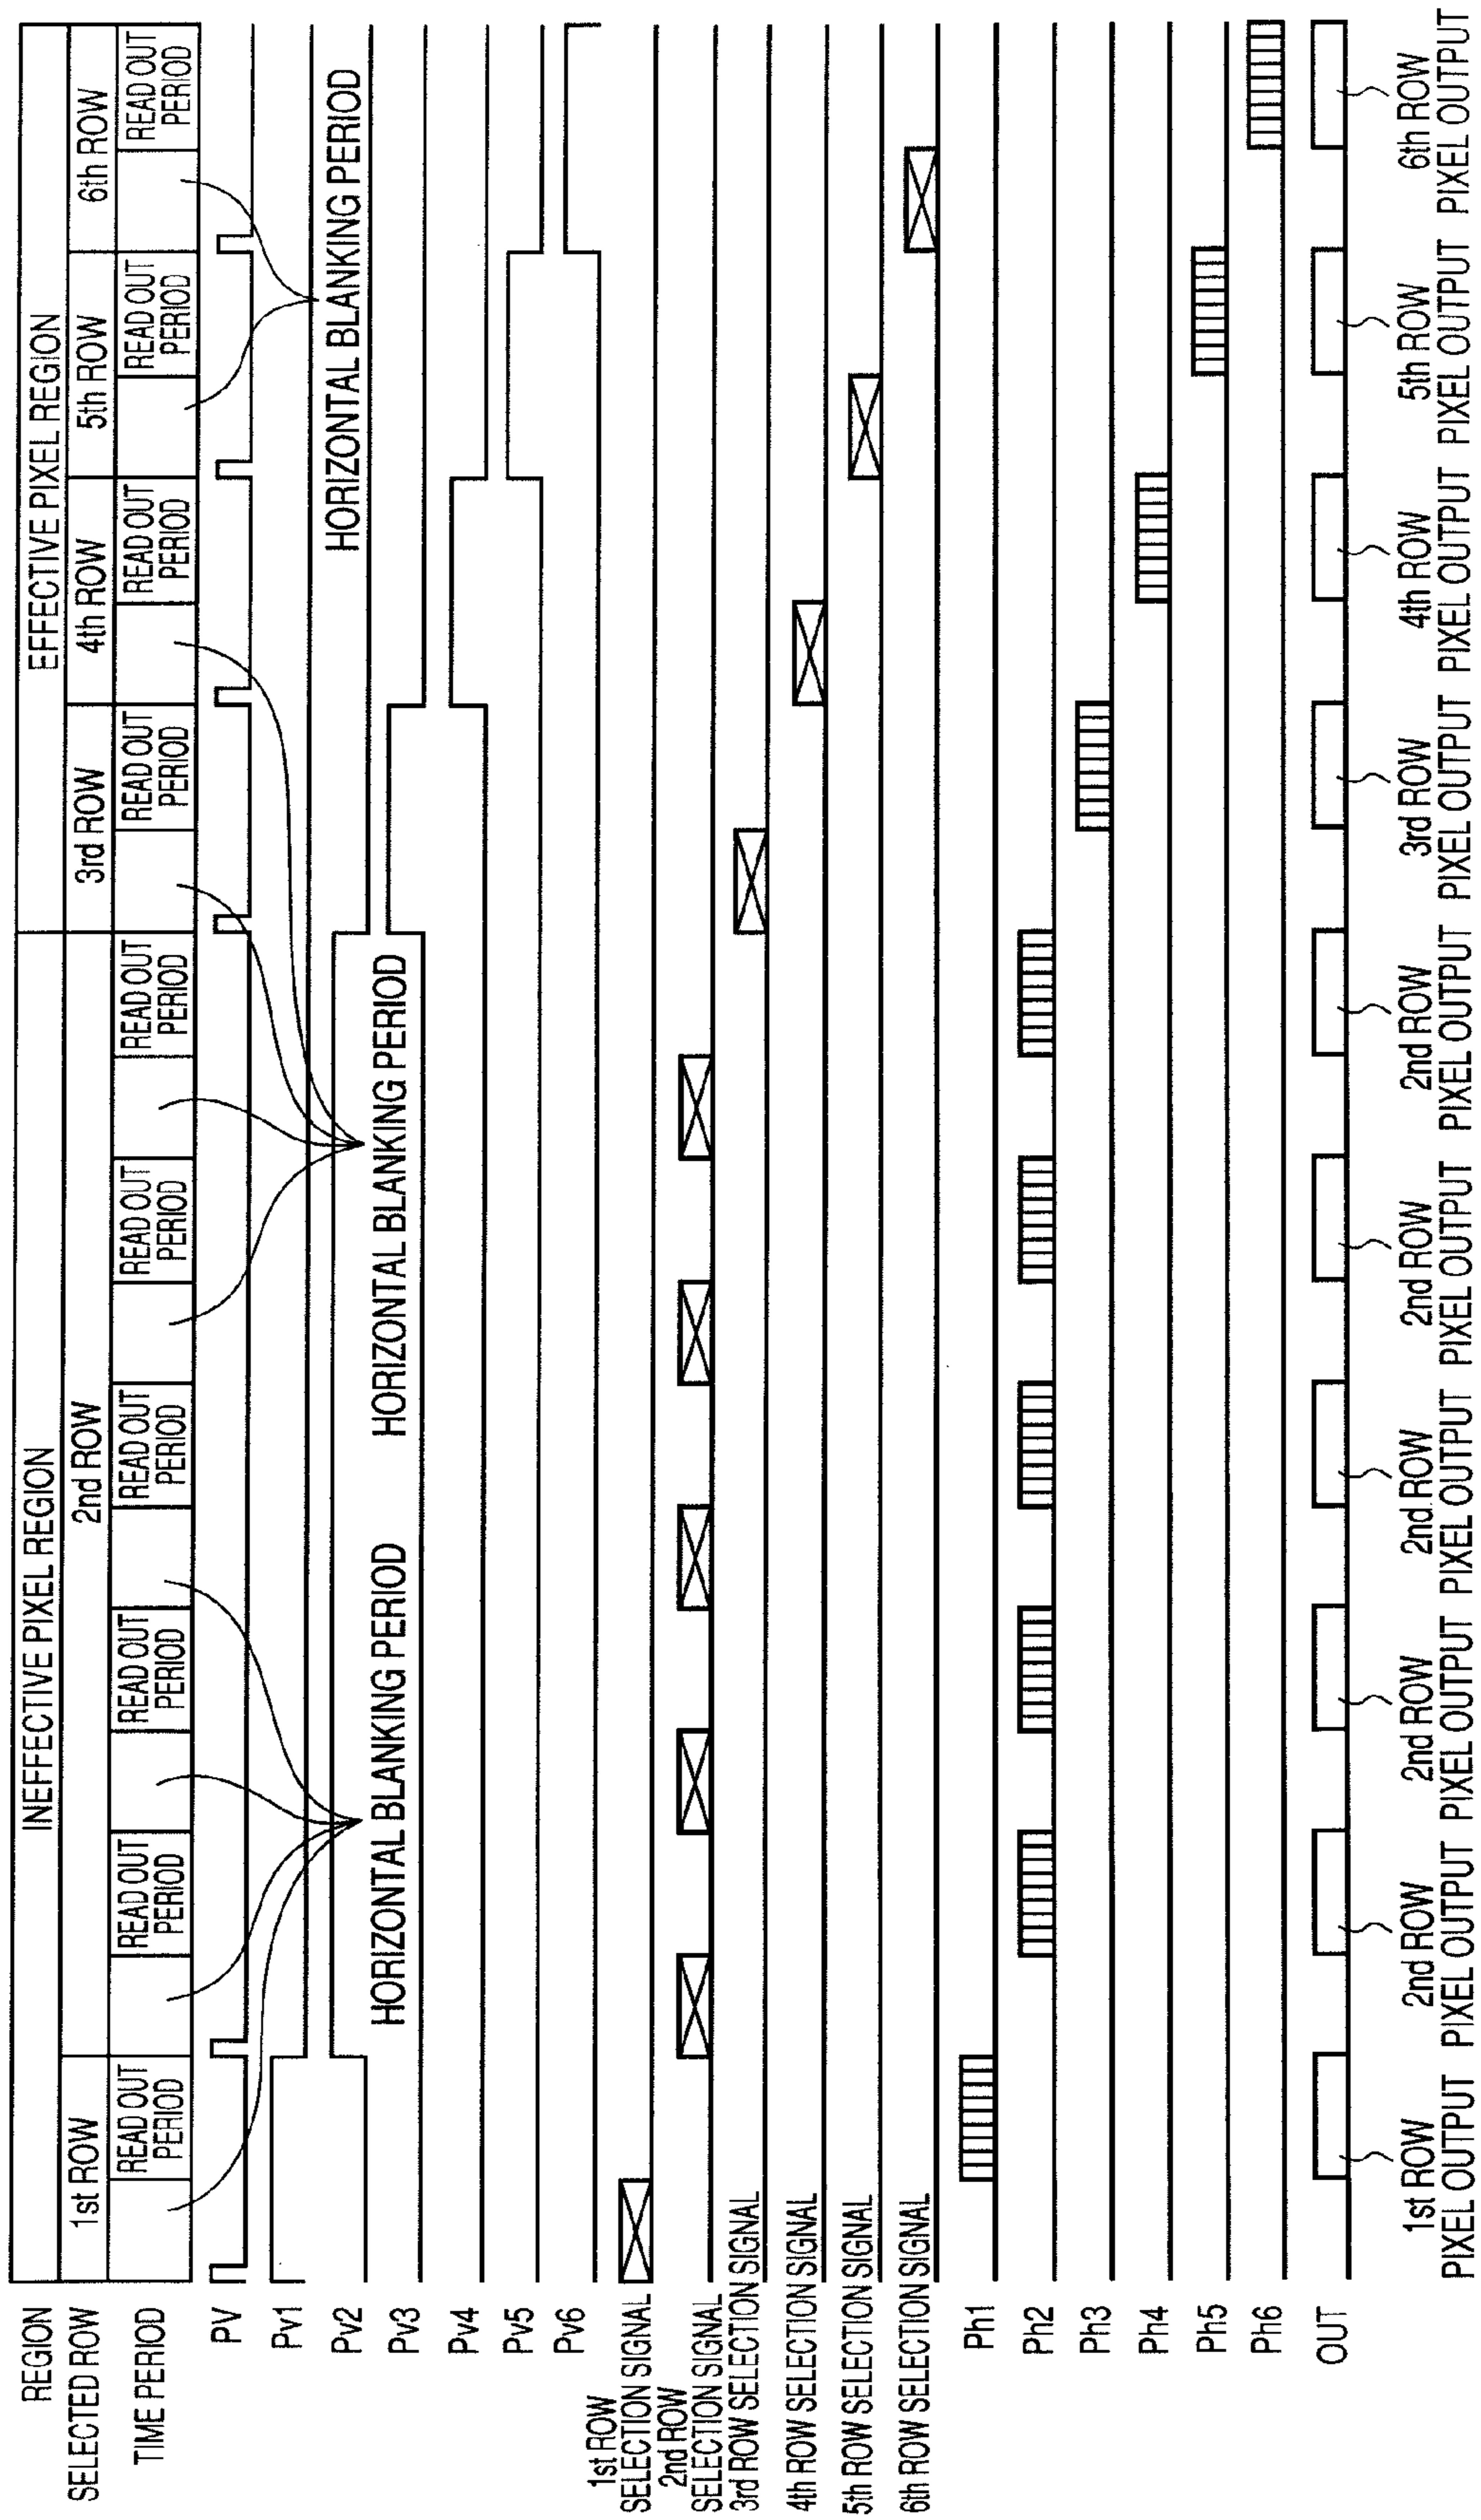 REGION
INEFFECTIVE PIXEL REGION
EFFECTIVE PIXEL REGION
SELECTED ROW
1st ROW
2nd ROW
3rd ROW
4th ROW
5th ROW
6th ROW
TIME PERIOD
READ OUT
PERIOD
READ OUT
PERIOD
READ OUT
PERIOD
READ OUT
PERIOD
READ OUT
PERIOD
READ OUT
PERIOD
READ OUT
PERIOD
READ OUT
PERIOD
READ OUT
PERIOD
READ OUT
PERIOD
PV
Pv1
Pv2
HORIZONTAL BLANKING PERIOD
Pv3
HORIZONTAL BLANKING PERIOD
HORIZONTAL BLANKING PERIOD
Pv4
Pv5
Pv6
1st ROW
SELECTION SIGNAL
2nd ROW
SELECTION SIGNAL
3rd ROW SELECTION SIGNAL
4th ROW SELECTION SIGNAL
5th ROW SELECTION SIGNAL
6th ROW SELECTION SIGNAL
Ph1
Ph2
Ph3
Ph4
Ph5
Ph6
OUT
1st ROW
PIXEL OUTPUT
2nd ROW
PIXEL OUTPUT
2nd ROW
PIXEL OUTPUT
2nd ROW
PIXEL OUTPUT
2nd ROW
PIXEL OUTPUT
2nd ROW
PIXEL OUTPUT
3rd ROW
PIXEL OUTPUT
4th ROW
PIXEL OUTPUT
5th ROW
PIXEL OUTPUT
6th ROW
PIXEL OUTPUT